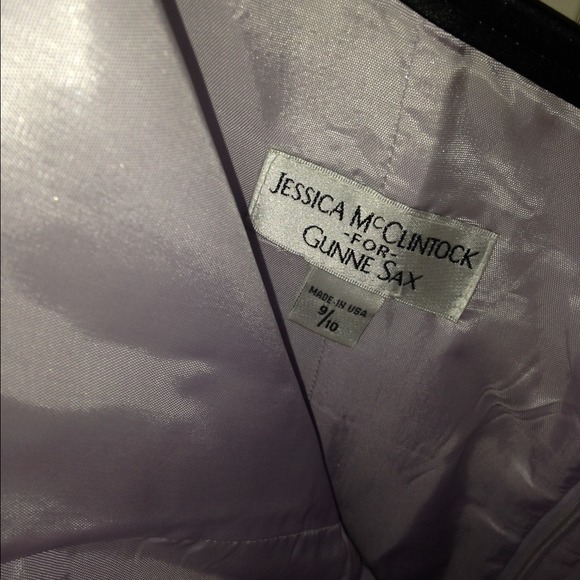 JESSICA McCLINTOCK
-FOR-
GUNNE SAX
MADE-IN USA
9/10